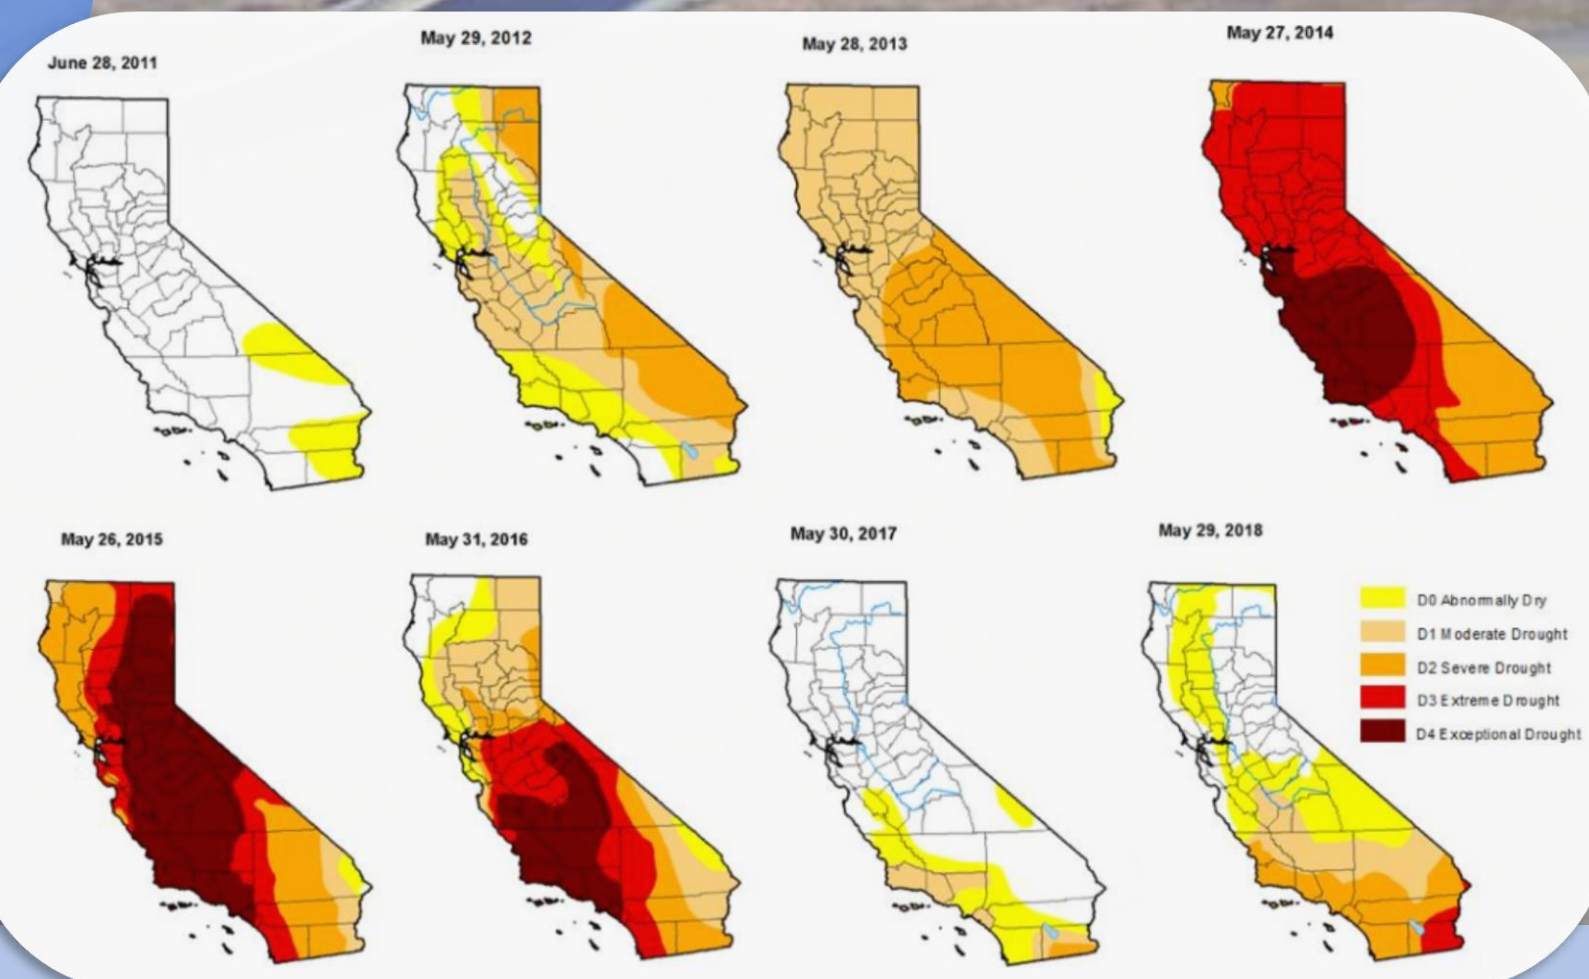 June 28, 2011
May 29, 2012
May 28, 2013
May 27, 2014
May 26, 2015
May 31, 2016
May 30, 2017
May 29, 2018
D0 Abnormally Dry
D1 Moderate Drought
D2 Severe Drought
D3 Extreme Drought
D4 Exceptional Drought